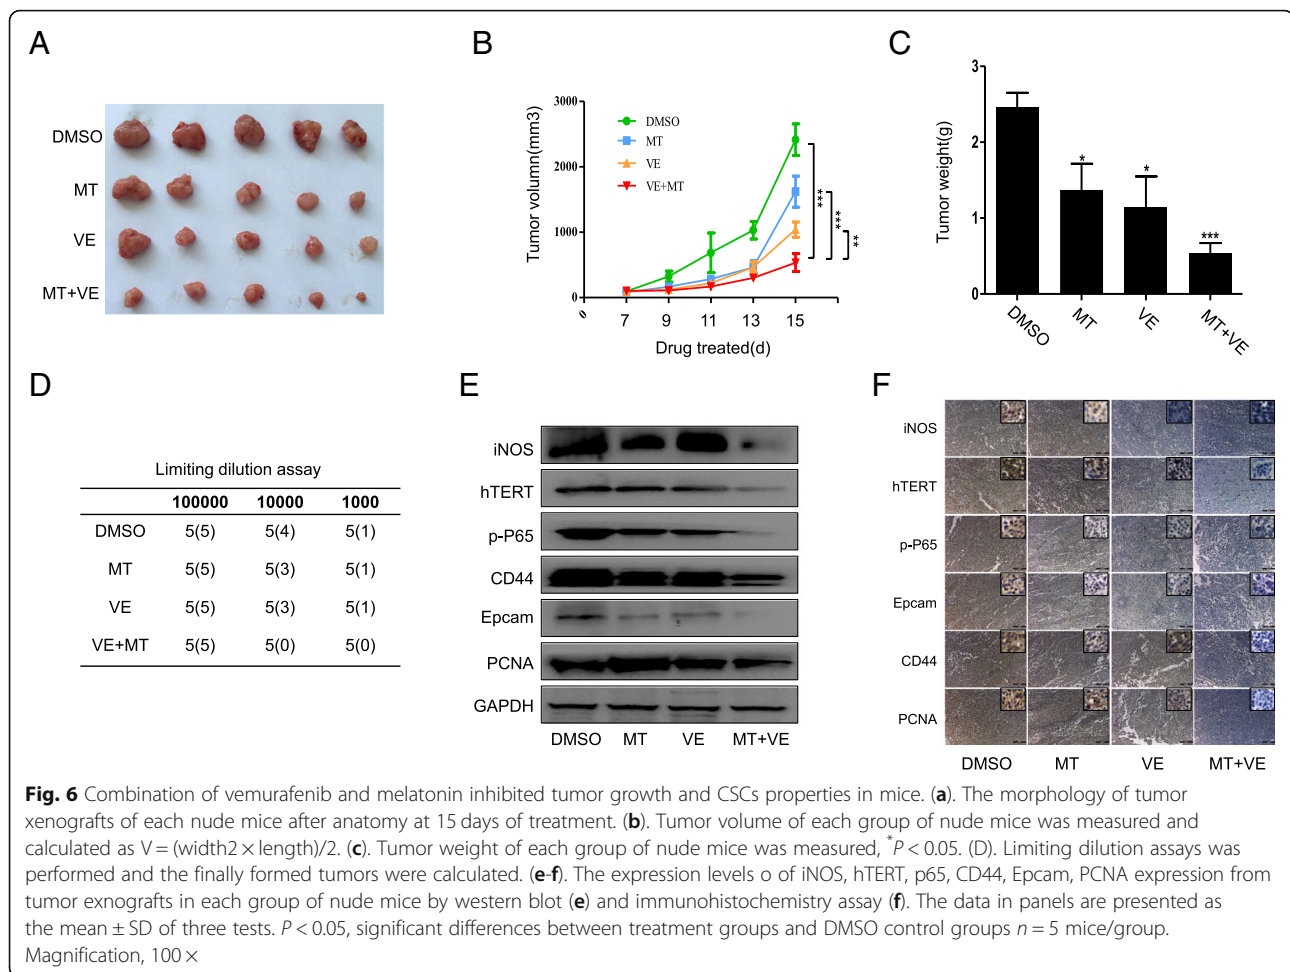 A
DMSO
MT
VE
MT+VE
B
Tumor volumn(mm3)
3000
2000
1000
0
0
7
9
11
13
15
Drug treated(d)
DMSO
MT
VE
VE+MT
***
***
**
C
Tumor weight(g)
3
2
1
0
*
*
***
DMSO
MT
VE
MT+VE
D
Limiting dilution assay
100000 10000 1000
DMSO 5(5) 5(4) 5(1)
MT 5(5) 5(3) 5(1)
VE 5(5) 5(3) 5(1)
VE+MT 5(5) 5(0) 5(0)
E
iNOS
hTERT
p-P65
CD44
Epcam
PCNA
GAPDH
DMSO MT VE MT+VE
F
iNOS
hTERT
p-P65
Epcam
CD44
PCNA
DMSO MT VE MT+VE
Fig. 6 Combination of vemurafenib and melatonin inhibited tumor growth and CSCs properties in mice. (a). The morphology of tumor
xenografts of each nude mice after anatomy at 15 days of treatment. (b). Tumor volume of each group of nude mice was measured and
calculated as V = (width2 × length)/2. (c). Tumor weight of each group of nude mice was measured, *P < 0.05. (D). Limiting dilution assays was
performed and the finally formed tumors were calculated. (e-f). The expression levels o of iNOS, hTERT, p65, CD44, Epcam, PCNA expression from
tumor exnografts in each group of nude mice by western blot (e) and immunohistochemistry assay (f). The data in panels are presented as
the mean ± SD of three tests. P < 0.05, significant differences between treatment groups and DMSO control groups n = 5 mice/group.
Magnification, 100 ×